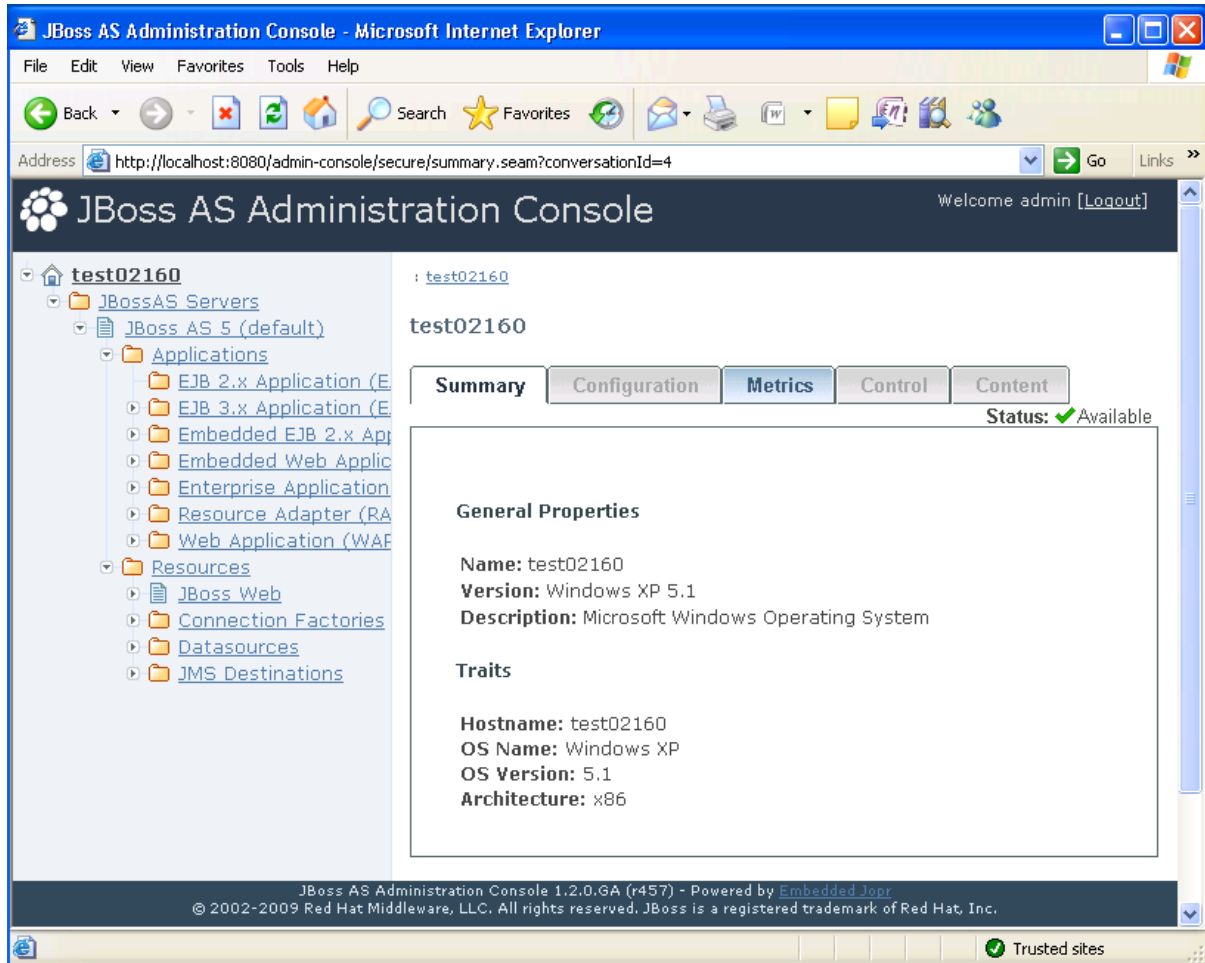 JBoss AS Administration Console - Microsoft Internet Explorer
File Edit View Favorites Tools Help
Back Search Favorites
Address http://localhost:8080/admin-console/secure/summary.seam?conversationId=4 Go Links »
JBoss AS Administration Console
Welcome admin [Logout]
test02160
JBossAS Servers
JBoss AS 5 (default)
Applications
EJB 2.x Application (E
EJB 3.x Application (E
Embedded EJB 2.x App
Embedded Web Applic
Enterprise Application
Resource Adapter (RA
Web Application (WAR
Resources
JBoss Web
Connection Factories
Datasources
JMS Destinations
: test02160
test02160
Summary Configuration Metrics Control Content
Status: Available
General Properties
Name: test02160
Version: Windows XP 5.1
Description: Microsoft Windows Operating System
Traits
Hostname: test02160
OS Name: Windows XP
OS Version: 5.1
Architecture: x86
JBoss AS Administration Console 1.2.0.GA (r457) - Powered by Embedded Jopr
© 2002-2009 Red Hat Middleware, LLC. All rights reserved. JBoss is a registered trademark of Red Hat, Inc.
Trusted sites